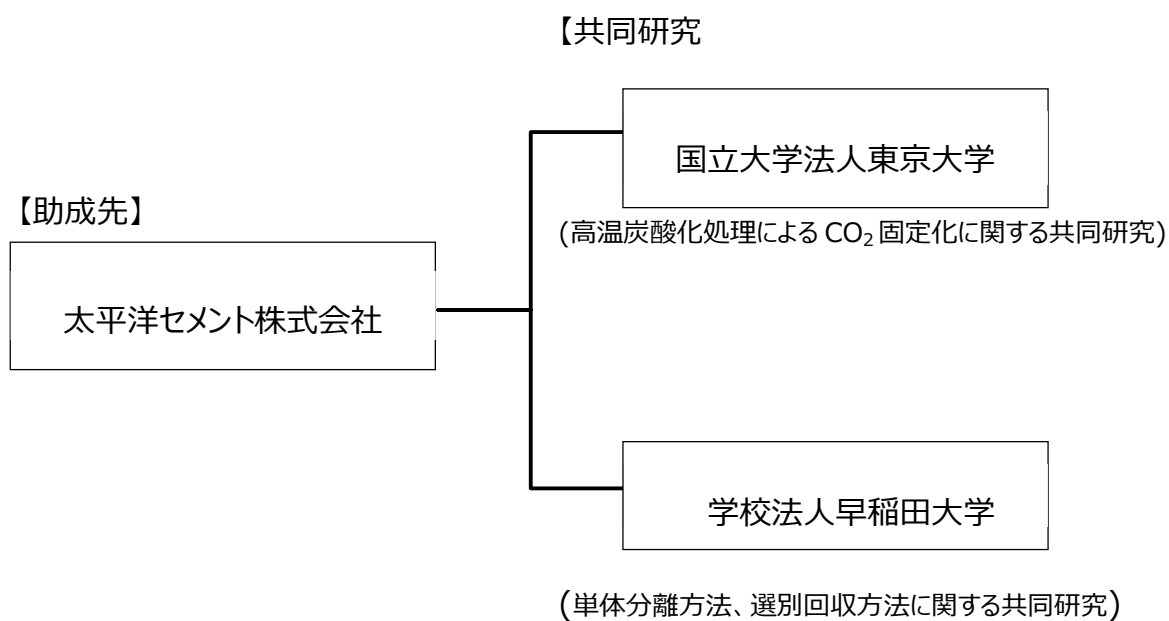 【共同研究
国立大学法人東京大学
(高温炭酸化処理による CO₂ 固定化に関する共同研究)
【助成先】
太平洋セメント株式会社
学校法人早稲田大学
(単体分離方法、選別回収方法に関する共同研究)